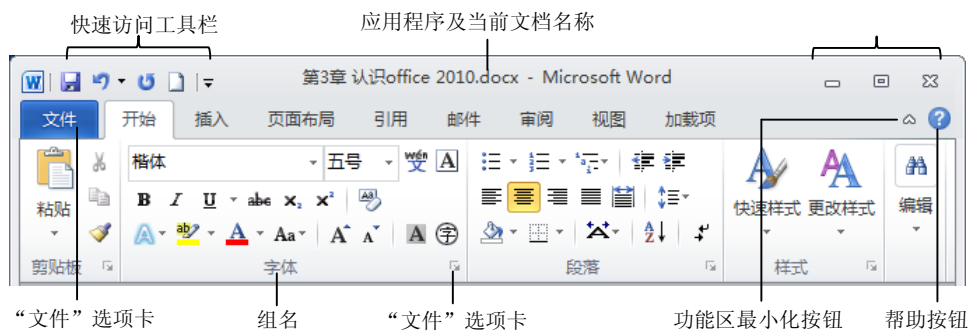 快速访问工具栏 应用程序及当前文档名称
W 第3章 认识office 2010.docx - Microsoft Word
文件 开始 插入 页面布局 引用 邮件 审阅 视图 加载项 ?
楷体 五号 wén 文 A
粘贴 B I U abc x₂ x² AB 快速样式 更改样式 编辑
A ab A Aa A A A 字 A Z
剪贴板 字体 段落 样式
“文件”选项卡 组名 “文件”选项卡 功能区最小化按钮 帮助按钮